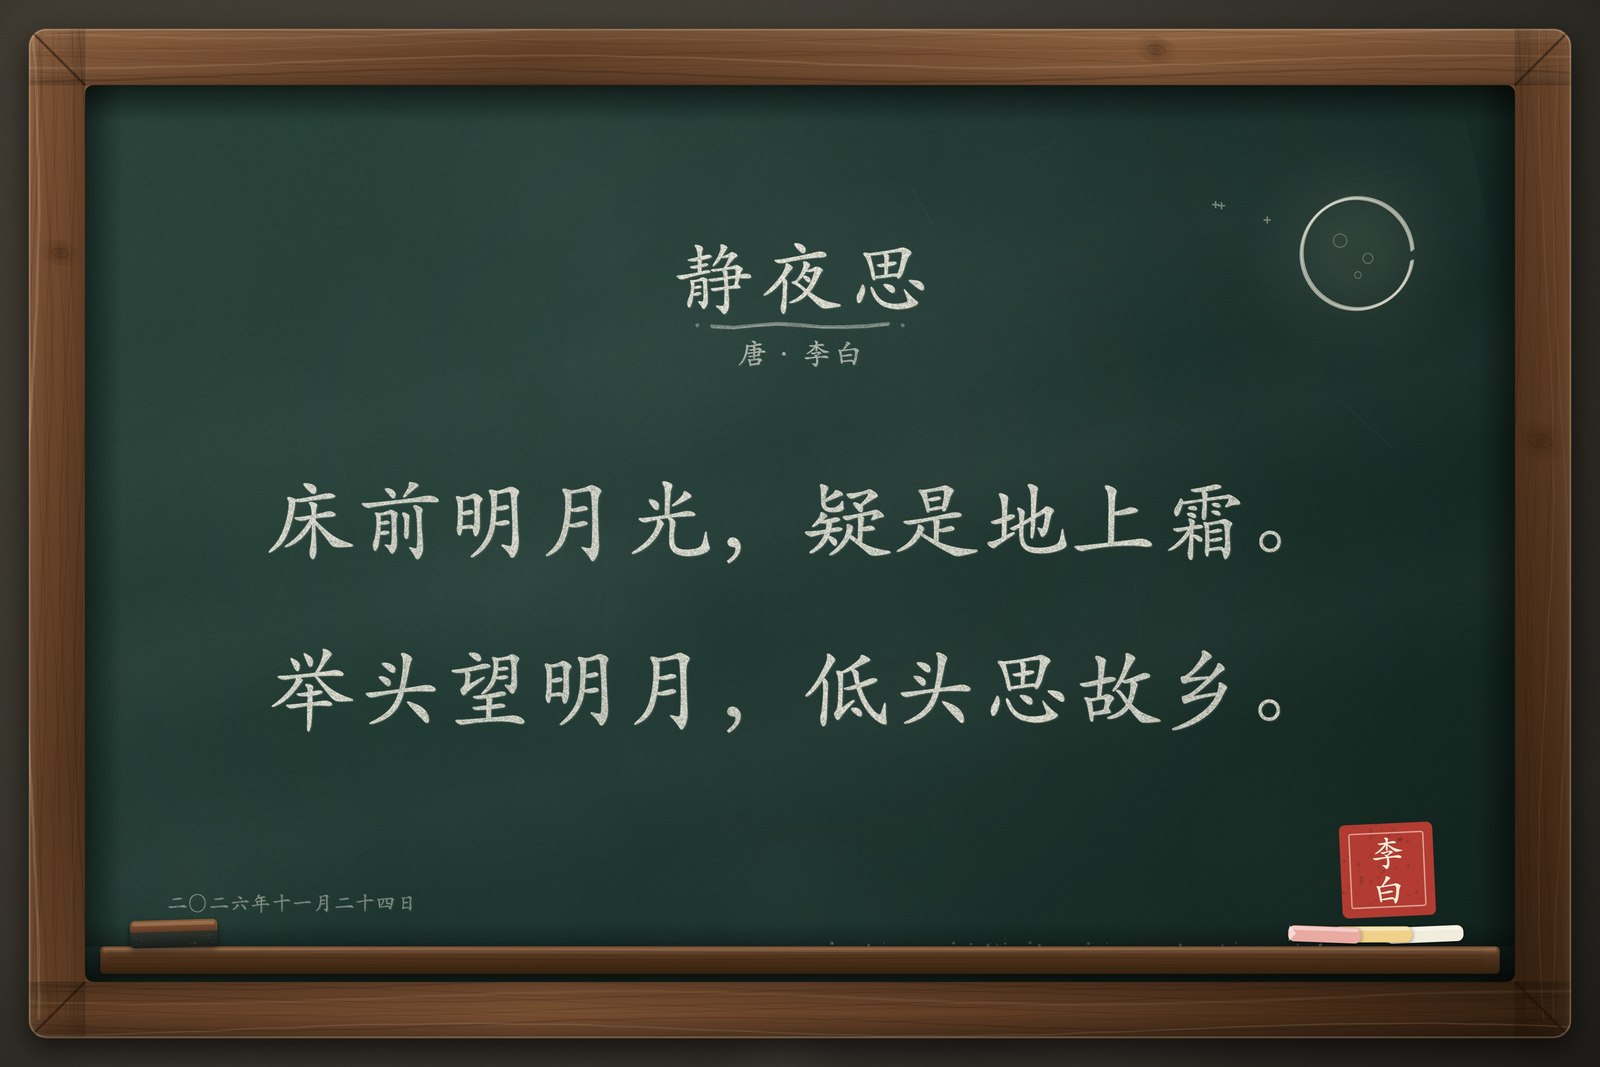 静夜思
唐·李白
床前明月光，疑是地上霜。
举头望明月，低头思故乡。
二〇二六年十一月二十四日
李
白